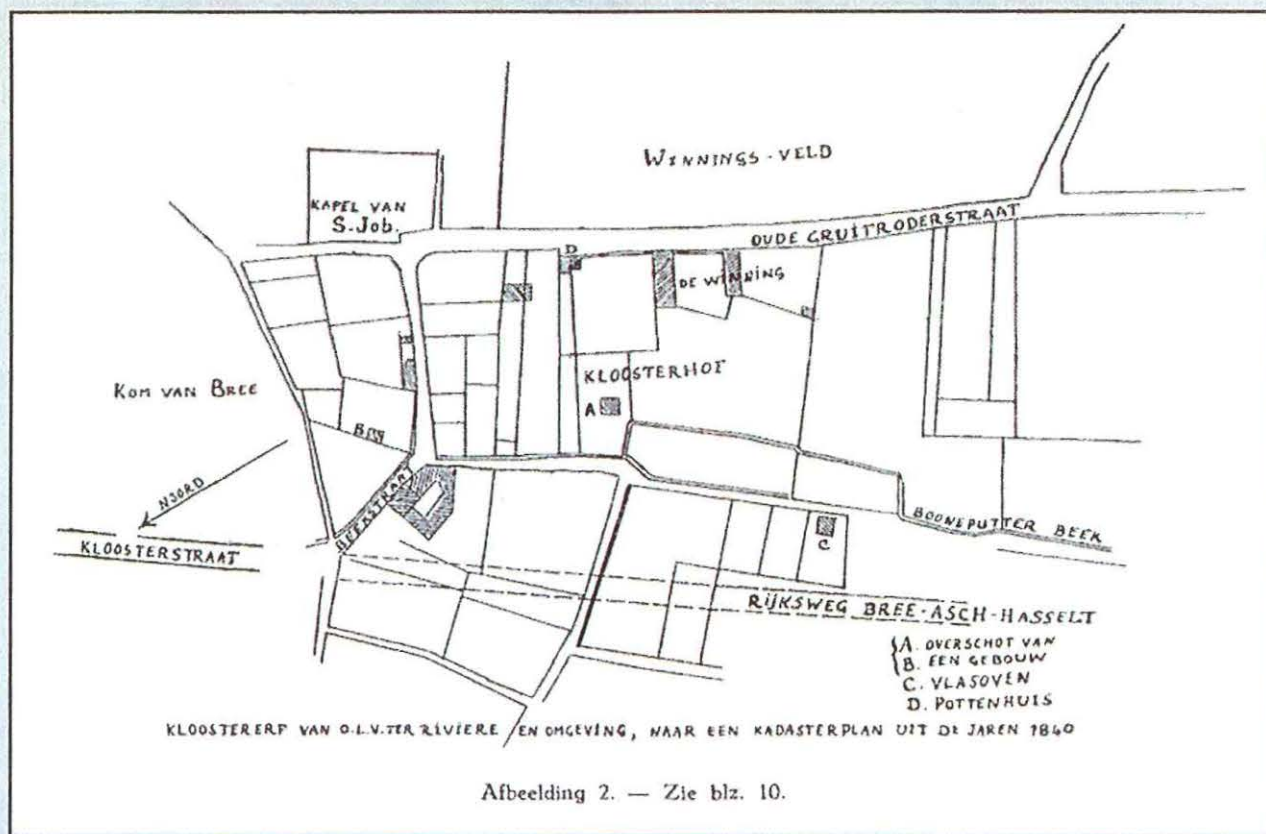 WINNINGS-VELD
KAPEL VAN
S. Job.
OUDE GRUITRODERSTRAAT
D
DE WINNING
KLOOSTERHOF
KOM VAN BREE
A
B
NOORD
BEEKSTRAAT
BOONEPUTTER BEEK
KLOOSTERSTRAAT
C
RIJKSWEG BREE-ASCH-HASSELT
A. OVERSCHOT VAN
B. EEN GEBOUW
C. VLASOVEN
D. POTTENHUIS
KLOOSTERERF VAN O.L.V. TER RIVIERE EN OMGEVING, NAAR EEN KADASTERPLAN UIT DE JAREN 1840
Afbeelding 2. — Zie blz. 10.